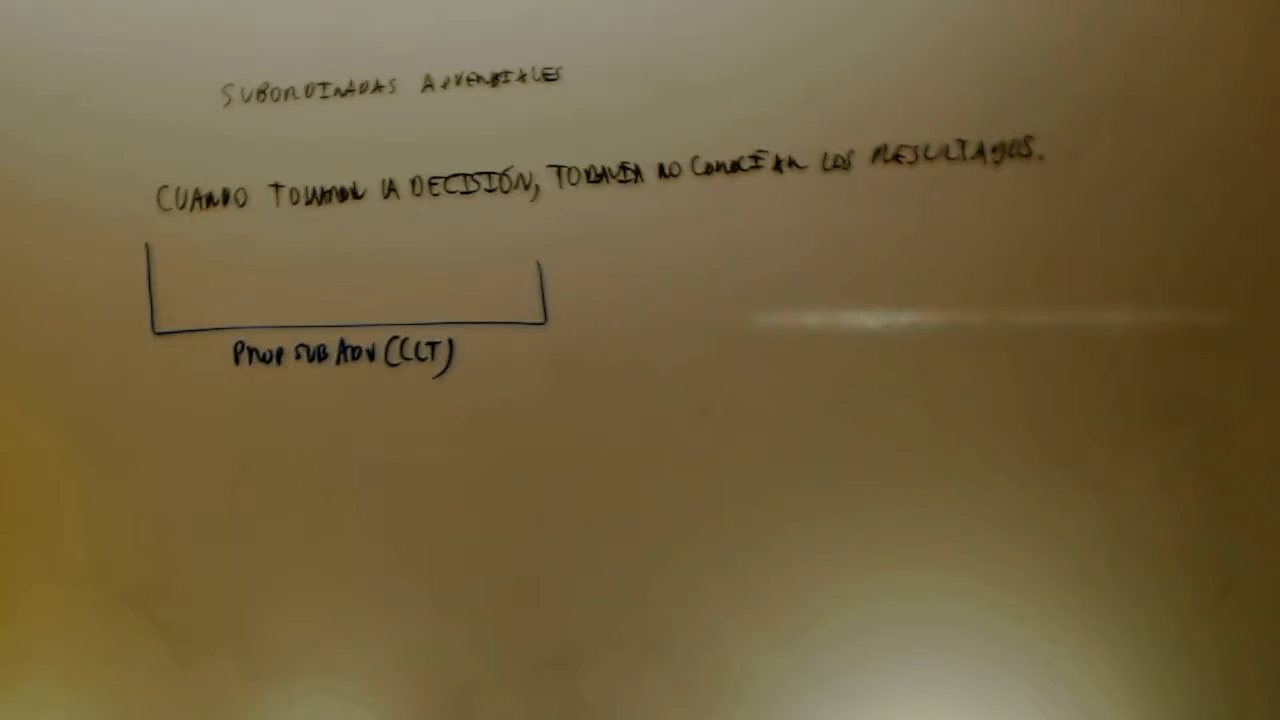 SUBORDINADAS ADVERBIALES
CUANDO TOMARON LA DECISIÓN, TODAVÍA NO CONOCÍAN LOS RESULTADOS.
PROP SUB ADV (CCT)